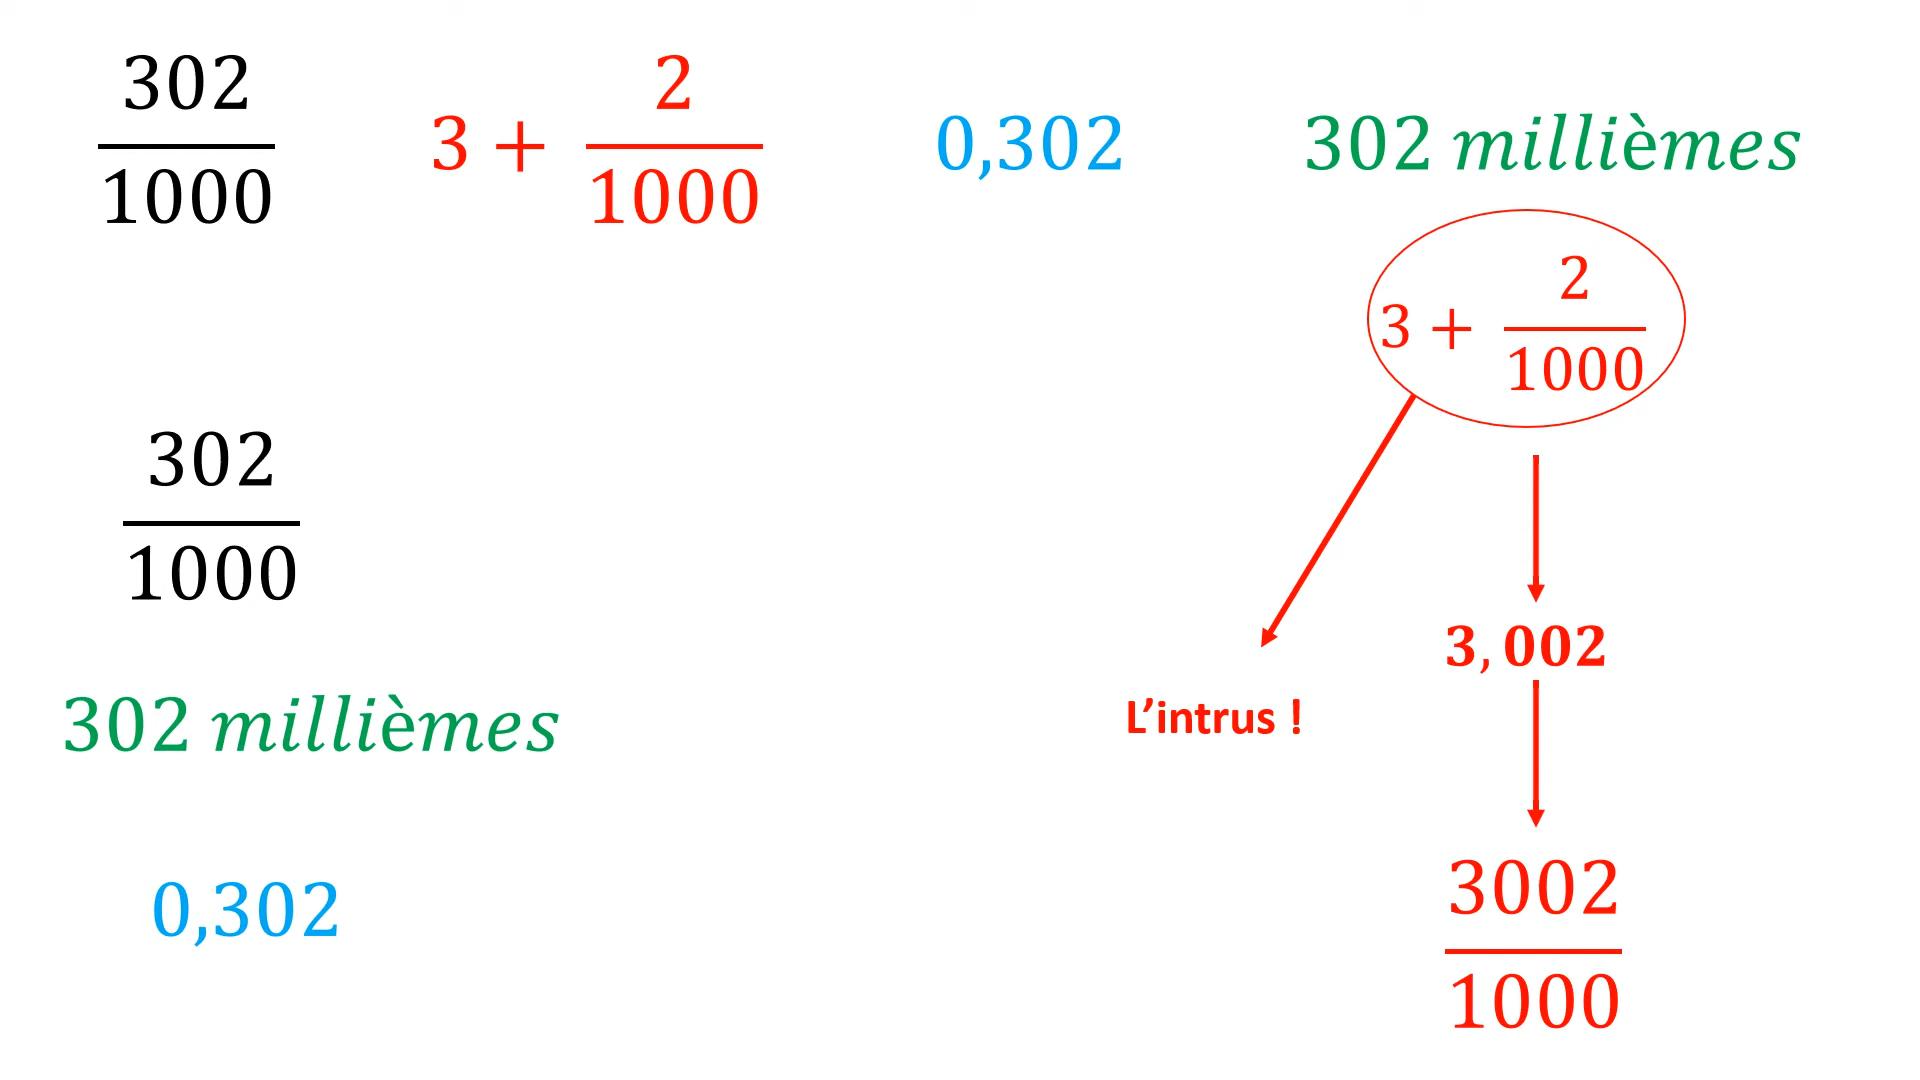 302/1000 3 + 2/1000 0,302 302 millièmes
3 + 2/1000
302/1000
3,002
302 millièmes L’intrus !
0,302 3002/1000